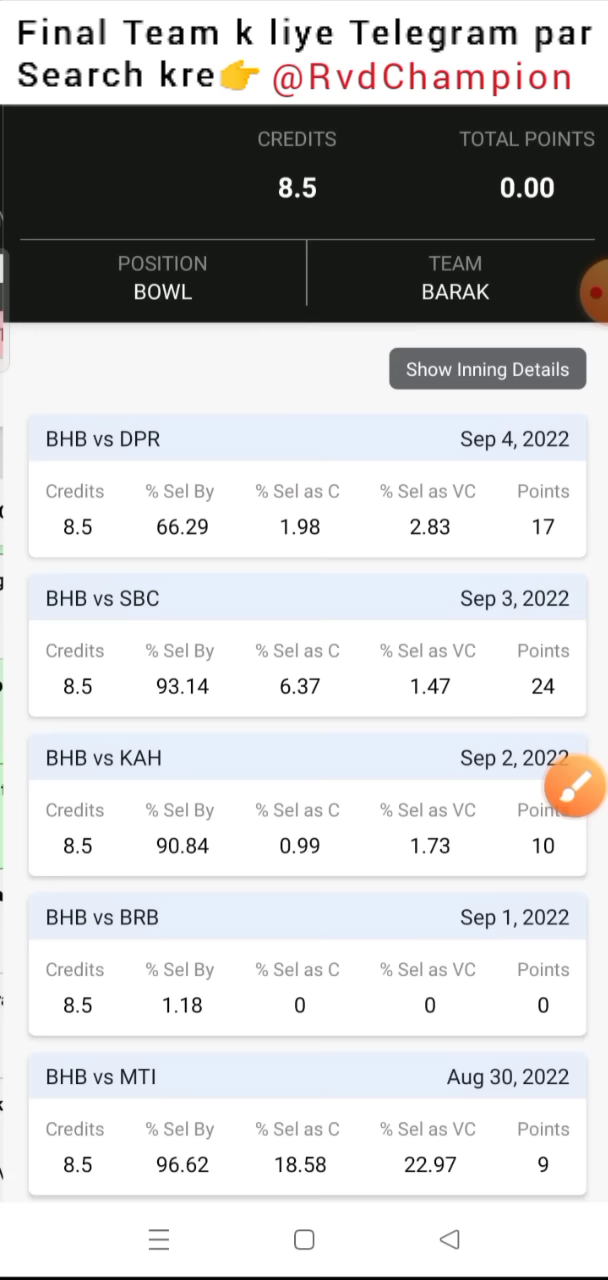 Final Team k liye Telegram par
Search kre👉 @RvdChampion
CREDITS TOTAL POINTS
8.5 0.00
POSITION TEAM
BOWL BARAK
Show Inning Details
BHB vs DPR Sep 4, 2022
Credits % Sel By % Sel as C % Sel as VC Points
8.5 66.29 1.98 2.83 17
BHB vs SBC Sep 3, 2022
Credits % Sel By % Sel as C % Sel as VC Points
8.5 93.14 6.37 1.47 24
BHB vs KAH Sep 2, 2022
Credits % Sel By % Sel as C % Sel as VC Points
8.5 90.84 0.99 1.73 10
BHB vs BRB Sep 1, 2022
Credits % Sel By % Sel as C % Sel as VC Points
8.5 1.18 0 0 0
BHB vs MTI Aug 30, 2022
Credits % Sel By % Sel as C % Sel as VC Points
8.5 96.62 18.58 22.97 9